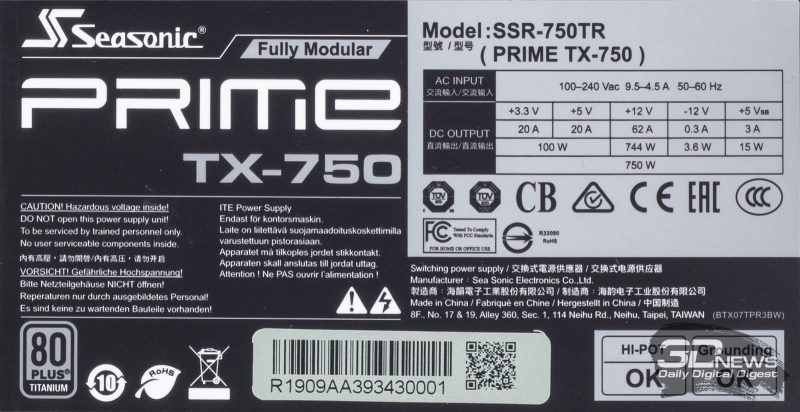 Seasonic®
Fully Modular
PRIME
TX-750
CAUTION! Hazardous voltage inside!
DO NOT open this power supply unit!
To be serviced by trained personnel only.
No user serviceable components inside.
內有高壓，請勿開啓/内有高压，请勿开启
VORSICHT! Gefährliche Hochspannung!
Bitte Netzteilgehäuse NICHT öffnen!
Reperaturen nur durch ausgebildetes Personal!
Es sind keine zu wartenden Bauteile vorhanden!
ITE Power Supply
Endast för kontorsmaskin.
Laite on liitettävä suojamaadoituskoskettimilla
varustettuun pistorasiaan.
Apparatet må tilkoples jordet stikkontakt.
Apparaten skall anslutas till jordat uttag.
Attention ! Ne PAS ouvrir l'alimentation !
80
PLUS®
TITANIUM
10
RoHS
R1909AA393430001
Model:SSR-750TR
型號/型号
( PRIME TX-750 )
AC INPUT 100–240 Vac 9.5–4.5 A 50–60 Hz
交流輸入/交流输入
DC OUTPUT
直流輸出/直流输出
+3.3 V +5 V +12 V -12 V +5 VSB
20 A 20 A 62 A 0.3 A 3 A
100 W 744 W 3.6 W 15 W
750 W
CB
CE
EAC
CCC
FC Tested To Comply
With FCC Standards
FOR HOME OR OFFICE USE
R33080
RoHS
Switching power supply / 交換式電源供應器 / 交换式电源供应器
Manufacturer : Sea Sonic Electronics Co.,Ltd.
製造商：海韻電子工業股份有限公司 / 制造商：海韵电子工业股份有限公司
Made in China / Fabriqué en Chine / Hergestellt in China / 中国制造
8F., No. 17 & 19, Alley 360, Sec. 1, 114 Neihu Rd., Neihu, Taipei, TAIWAN (BTX07TPR3BW)
HI-POT
OK
Grounding
OK
3DNEWS
Daily Digital Digest